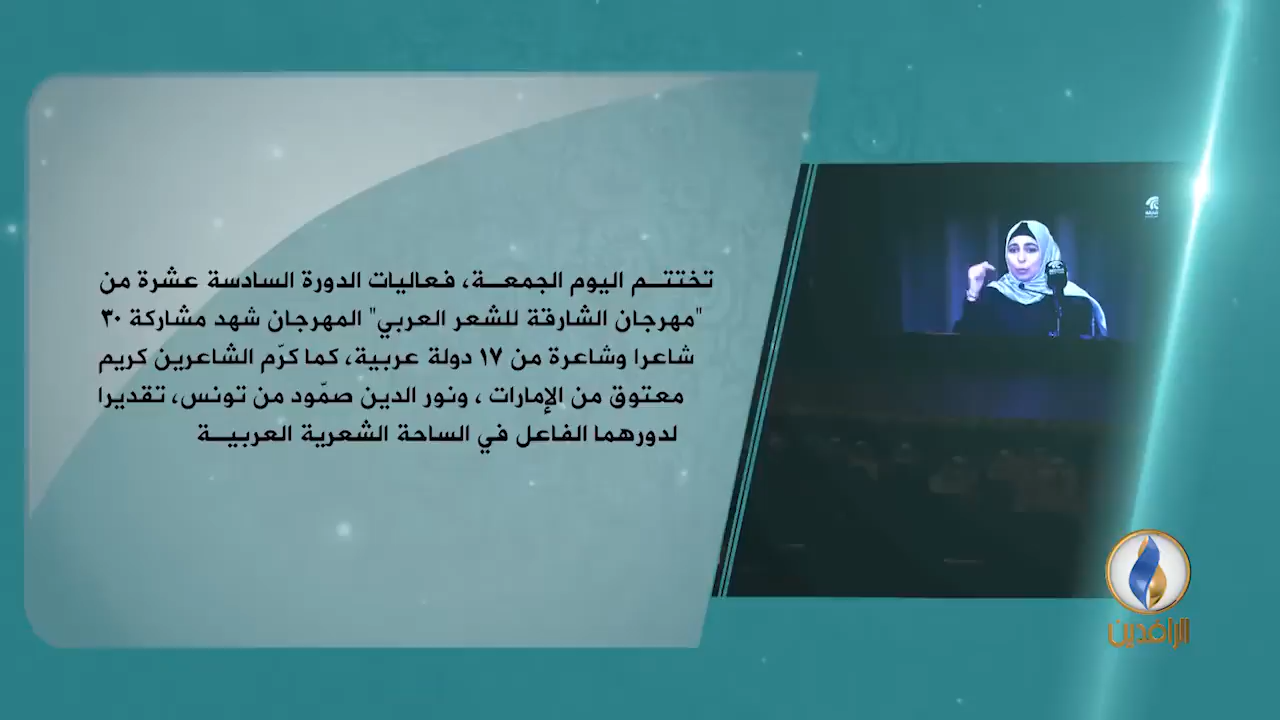 تختتم اليوم الجمعة، فعاليات الدورة السادسة عشرة من
"مهرجان الشارقة للشعر العربي" المهرجان شهد مشاركة ٣٠
شاعرا وشاعرة من ١٧ دولة عربية، كما كرّم الشاعرين كريم
معتوق من الإمارات ، ونور الدين صمّود من تونس، تقديرا
لدورهما الفاعل في الساحة الشعرية العربية
الرافدين